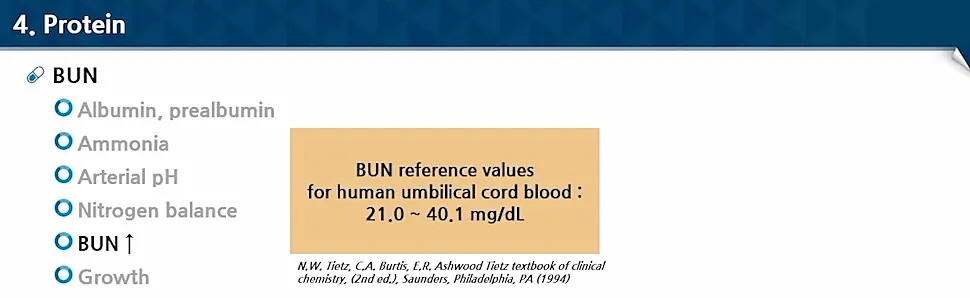 4. Protein
BUN
Albumin, prealbumin
Ammonia
Arterial pH
Nitrogen balance
BUN ↑
Growth
BUN reference values
for human umbilical cord blood :
21.0 ~ 40.1 mg/dL
N.W. Tietz, C.A. Burtis, E.R. Ashwood Tietz textbook of clinical
chemistry, (2nd ed.), Saunders, Philadelphia, PA (1994)